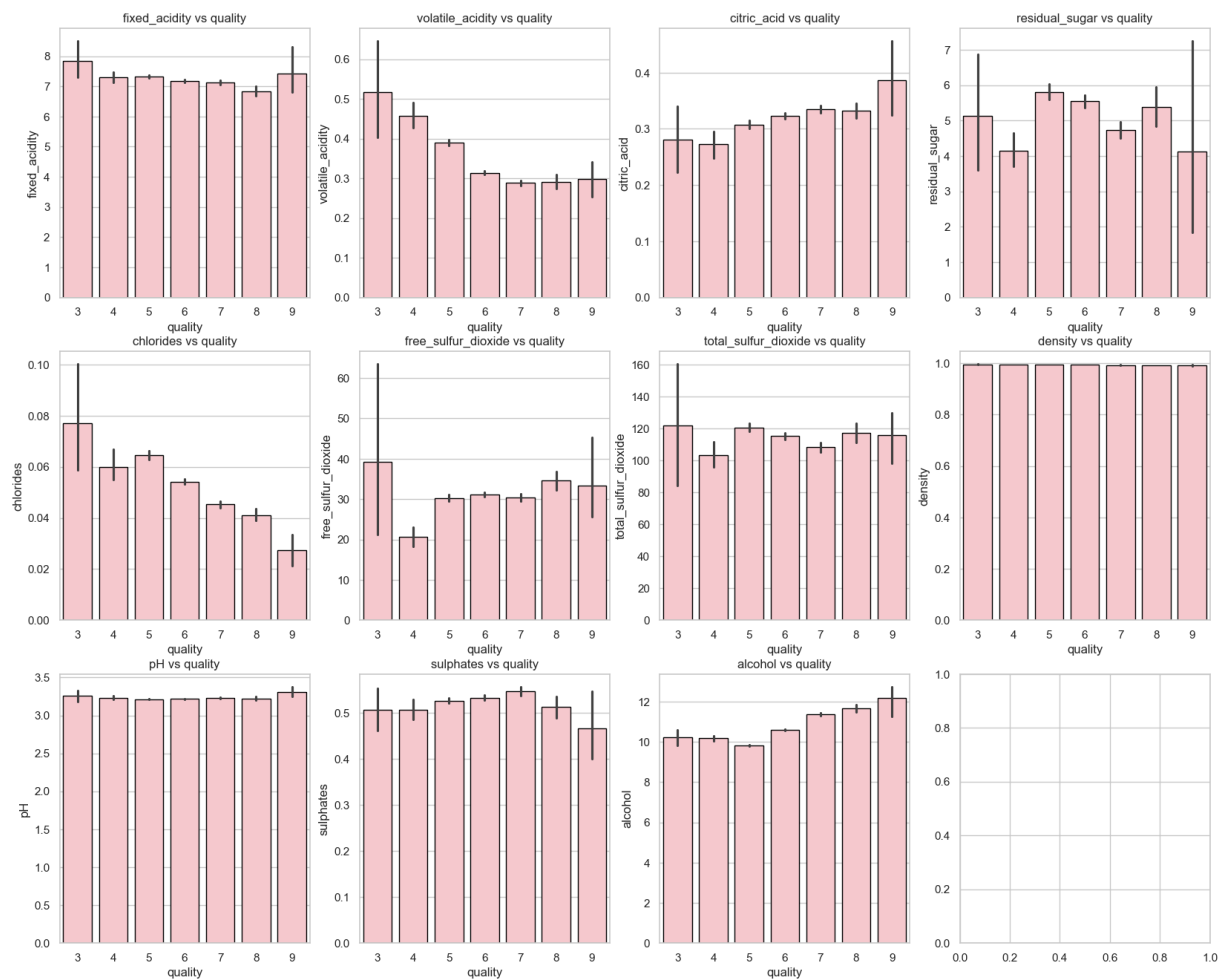 fixed_acidity vs quality
fixed_acidity
8
7
6
5
4
3
2
1
0
3 4 5 6 7 8 9
quality
volatile_acidity vs quality
volatile_acidity
0.6
0.5
0.4
0.3
0.2
0.1
0.0
3 4 5 6 7 8 9
quality
citric_acid vs quality
citric_acid
0.4
0.3
0.2
0.1
0.0
3 4 5 6 7 8 9
quality
residual_sugar vs quality
residual_sugar
7
6
5
4
3
2
1
0
3 4 5 6 7 8 9
quality
chlorides vs quality
chlorides
0.10
0.08
0.06
0.04
0.02
0.00
3 4 5 6 7 8 9
quality
free_sulfur_dioxide vs quality
free_sulfur_dioxide
60
50
40
30
20
10
0
3 4 5 6 7 8 9
quality
total_sulfur_dioxide vs quality
total_sulfur_dioxide
160
140
120
100
80
60
40
20
0
3 4 5 6 7 8 9
quality
density vs quality
density
1.0
0.8
0.6
0.4
0.2
0.0
3 4 5 6 7 8 9
quality
pH vs quality
pH
3.5
3.0
2.5
2.0
1.5
1.0
0.5
0.0
3 4 5 6 7 8 9
quality
sulphates vs quality
sulphates
0.5
0.4
0.3
0.2
0.1
0.0
3 4 5 6 7 8 9
quality
alcohol vs quality
alcohol
12
10
8
6
4
2
0
3 4 5 6 7 8 9
quality
1.0
0.8
0.6
0.4
0.2
0.0
0.0 0.2 0.4 0.6 0.8 1.0